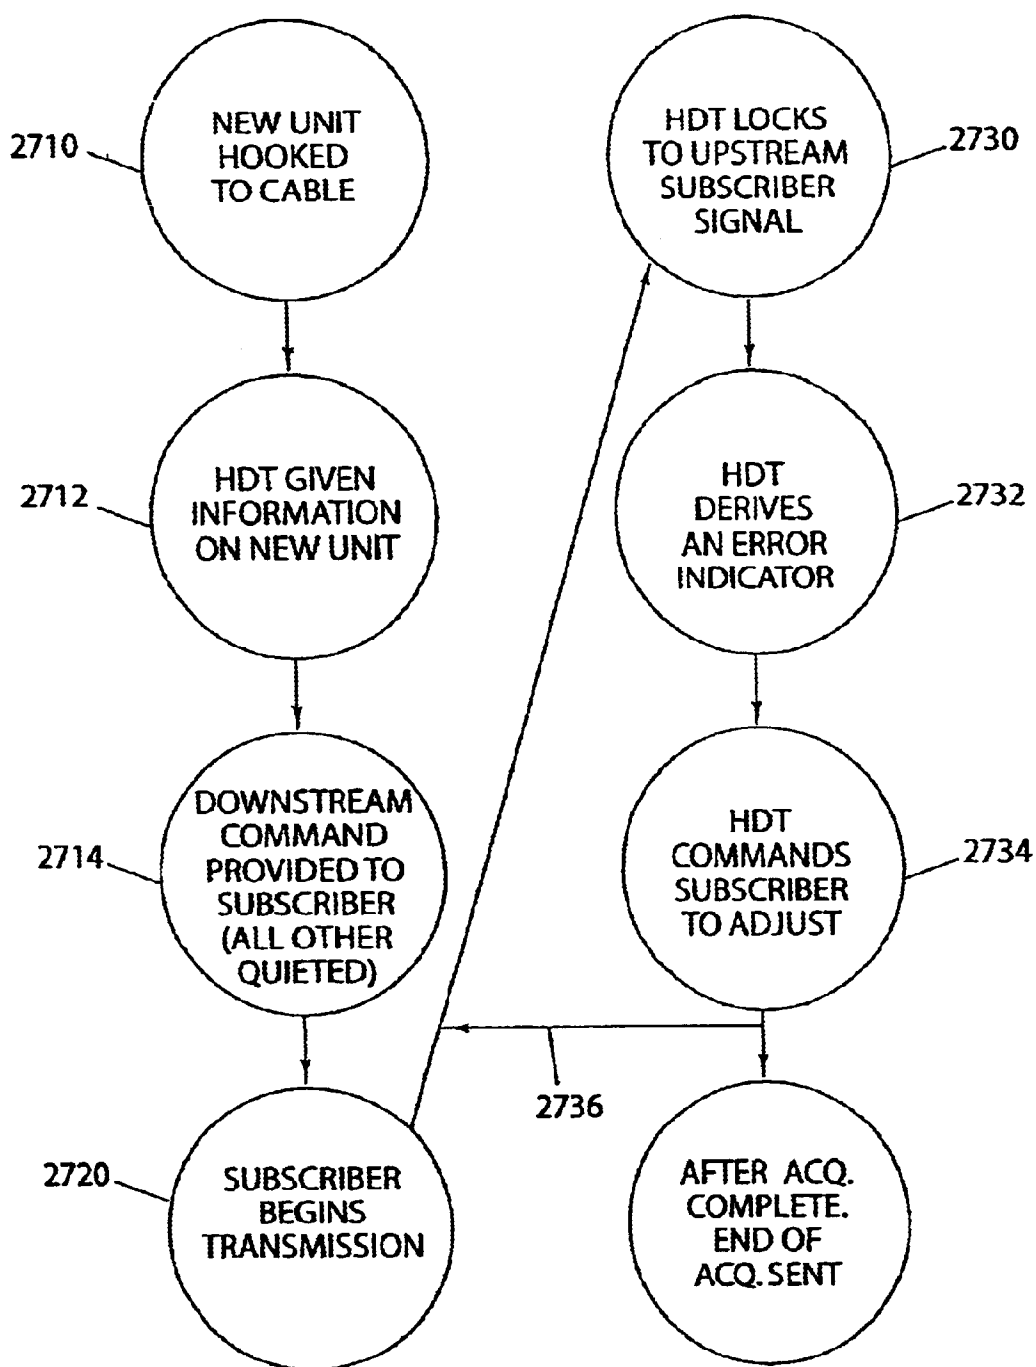 2710
NEW UNIT
HOOKED
TO CABLE
2712
HDT GIVEN
INFORMATION
ON NEW UNIT
2714
DOWNSTREAM
COMMAND
PROVIDED TO
SUBSCRIBER
(ALL OTHER
QUIETED)
2720
SUBSCRIBER
BEGINS
TRANSMISSION
HDT LOCKS
TO UPSTREAM
SUBSCRIBER
SIGNAL
2730
HDT
DERIVES
AN ERROR
INDICATOR
2732
HDT
COMMANDS
SUBSCRIBER
TO ADJUST
2734
2736
AFTER ACQ.
COMPLETE.
END OF
ACQ. SENT